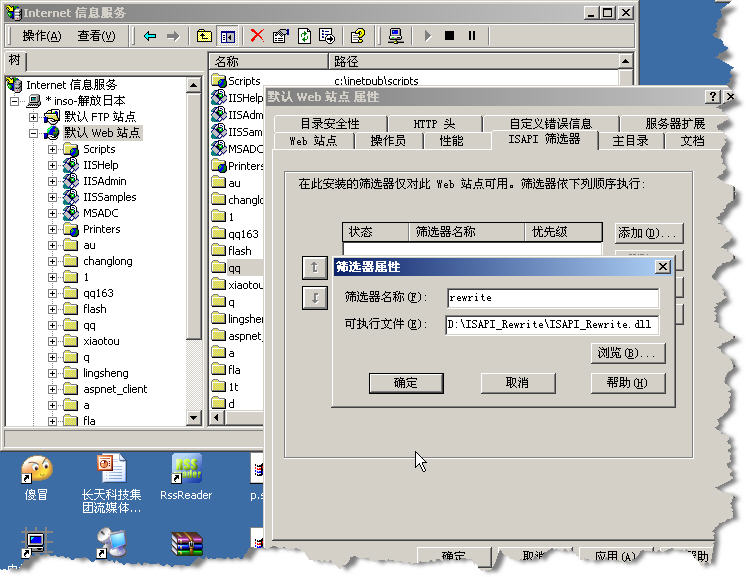 Internet 信息服务
操作(A) 查看(V)
树
Internet 信息服务
* inso-解放日本
默认 FTP 站点
默认 Web 站点
Scripts
IISHelp
IISAdmin
IISSamples
MSADC
Printers
au
changlong
1
qq163
flash
qq
xiaotou
q
lingsheng
aspnet_client
a
fla
名称 路径
Scripts c:\inetpub\scripts
IISHelp
IISAdm
IISSam
MSADC
Printers
au
changlo
1
qq163
flash
qq
xiaotou
q
lingshen
aspnet_
a
fla
1t
d
默认 Web 站点 属性
目录安全性 HTTP 头 自定义错误信息 服务器扩展
Web 站点 操作员 性能 ISAPI 筛选器 主目录 文档
在此安装的筛选器仅对此 Web 站点可用。筛选器依下列顺序执行:
状态 筛选器名称 优先级
添加(D)...
筛选器属性
筛选器名称(F): rewrite
可执行文件(E): D:\ISAPI_Rewrite\ISAPI_Rewrite.dll
浏览(B)...
确定 取消 帮助(H)
傻冒
长天科技集
团流媒体...
RssReader
p.s
确定 取消 应用(A) 帮助